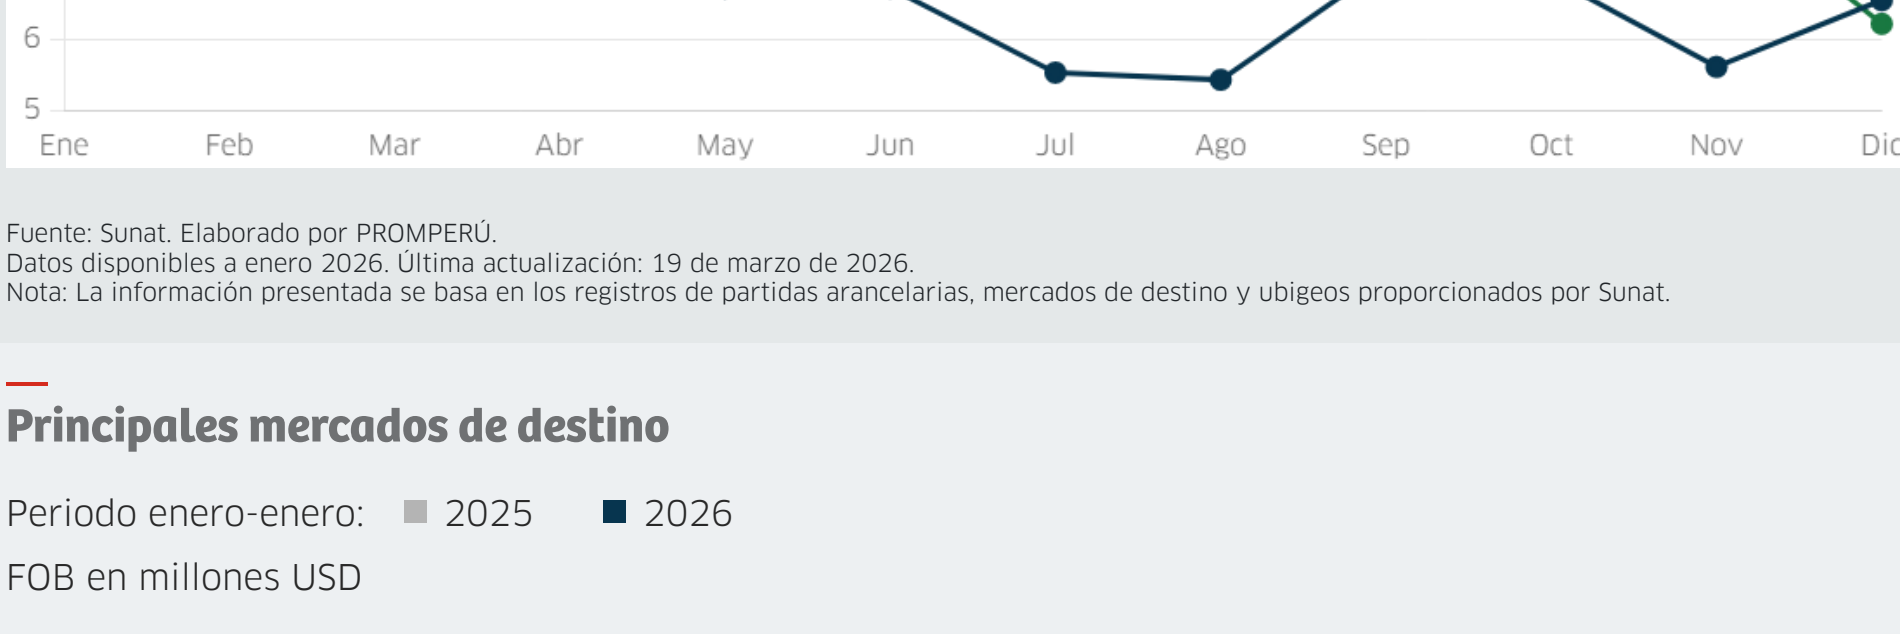 6
5
Ene Feb Mar Abr May Jun Jul Ago Sep Oct Nov Dic
Fuente: Sunat. Elaborado por PROMPERÚ.
Datos disponibles a enero 2026. Última actualización: 19 de marzo de 2026.
Nota: La información presentada se basa en los registros de partidas arancelarias, mercados de destino y ubigeos proporcionados por Sunat.
Principales mercados de destino
Periodo enero-enero: 2025 2026
FOB en millones USD